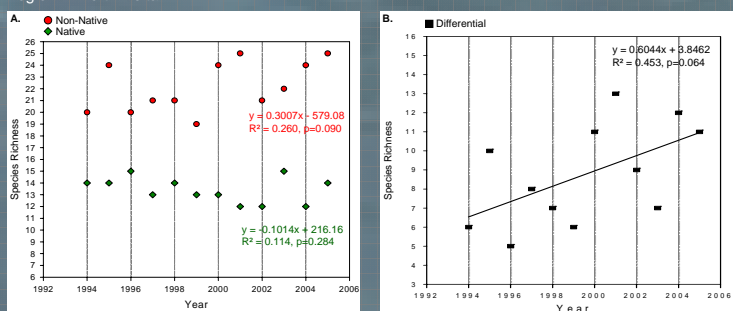 A.
Non-Native
Native
26
25
24
23
22
21
20
19
18
17
16
15
14
13
12
11
10
9
8
7
6
Species Richness
y = 0.3007x - 579.08
R² = 0.260, p=0.090
y = -0.1014x + 216.16
R² = 0.114, p=0.284
1992 1994 1996 1998 2000 2002 2004 2006
Year
B.
Differential
16
15
14
13
12
11
10
9
8
7
6
5
4
3
Species Richness
y = 0.6044x + 3.8462
R² = 0.453, p=0.064
1992 1994 1996 1998 2000 2002 2004 2006
Year